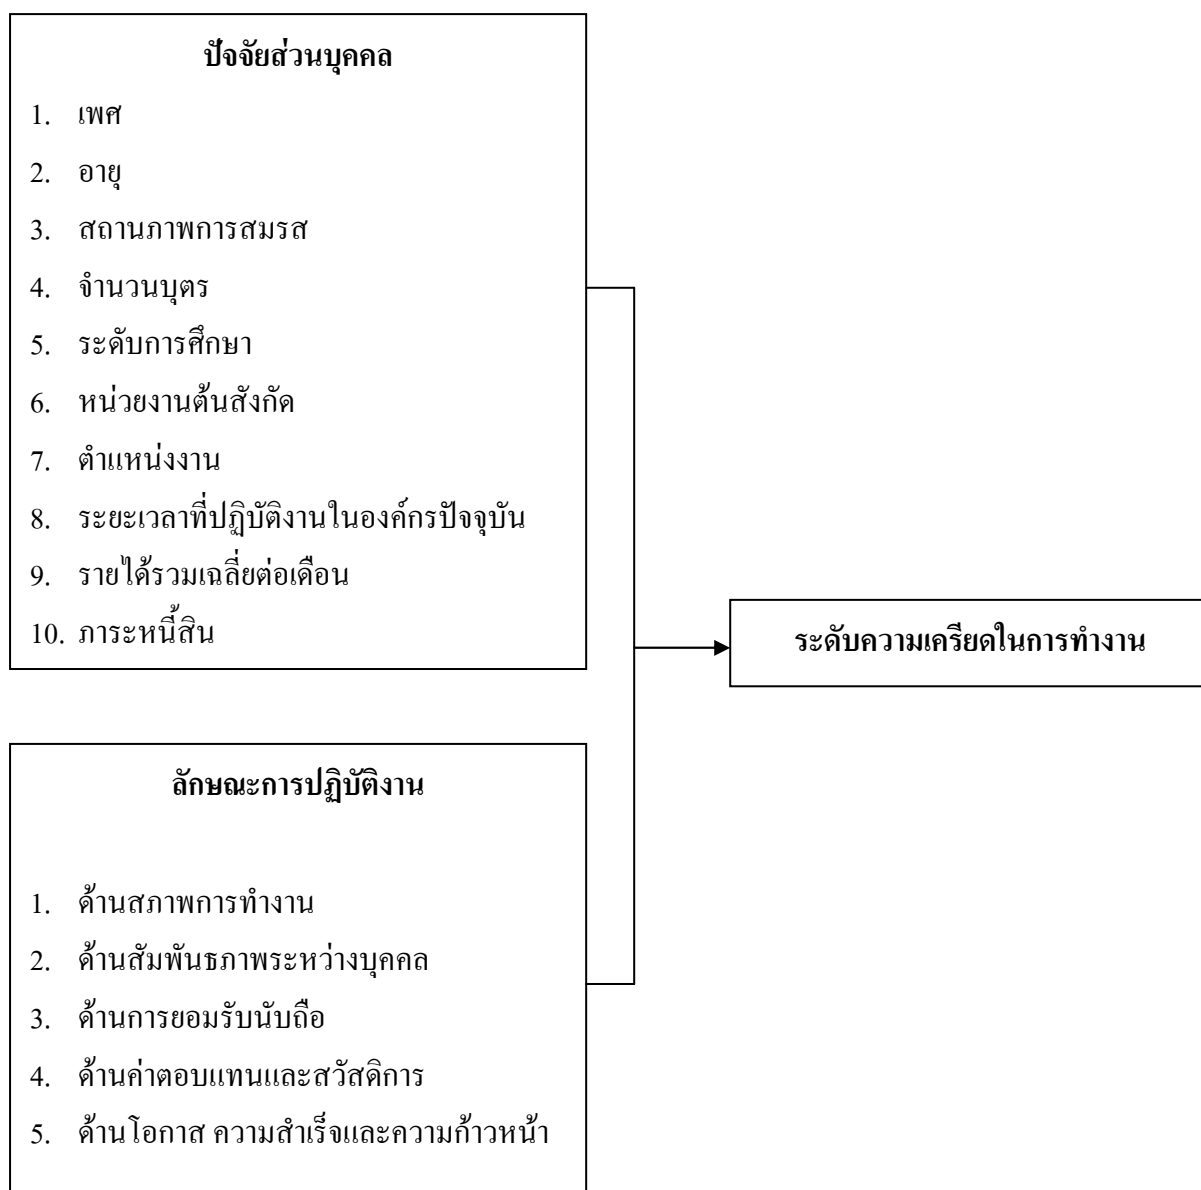 ปัจจัยส่วนบุคคล
1. เพศ
2. อายุ
3. สถานภาพการสมรส
4. จำนวนบุตร
5. ระดับการศึกษา
6. หน่วยงานต้นสังกัด
7. ตำแหน่งงาน
8. ระยะเวลาที่ปฏิบัติงานในองค์กรปัจจุบัน
9. รายได้รวมเฉลี่ยต่อเดือน
10. ภาระหนี้สิน
ระดับความเครียดในการทำงาน
ลักษณะการปฏิบัติงาน
1. ด้านสภาพการทำงาน
2. ด้านสัมพันธภาพระหว่างบุคคล
3. ด้านการยอมรับนับถือ
4. ด้านค่าตอบแทนและสวัสดิการ
5. ด้านโอกาส ความสำเร็จและความก้าวหน้า